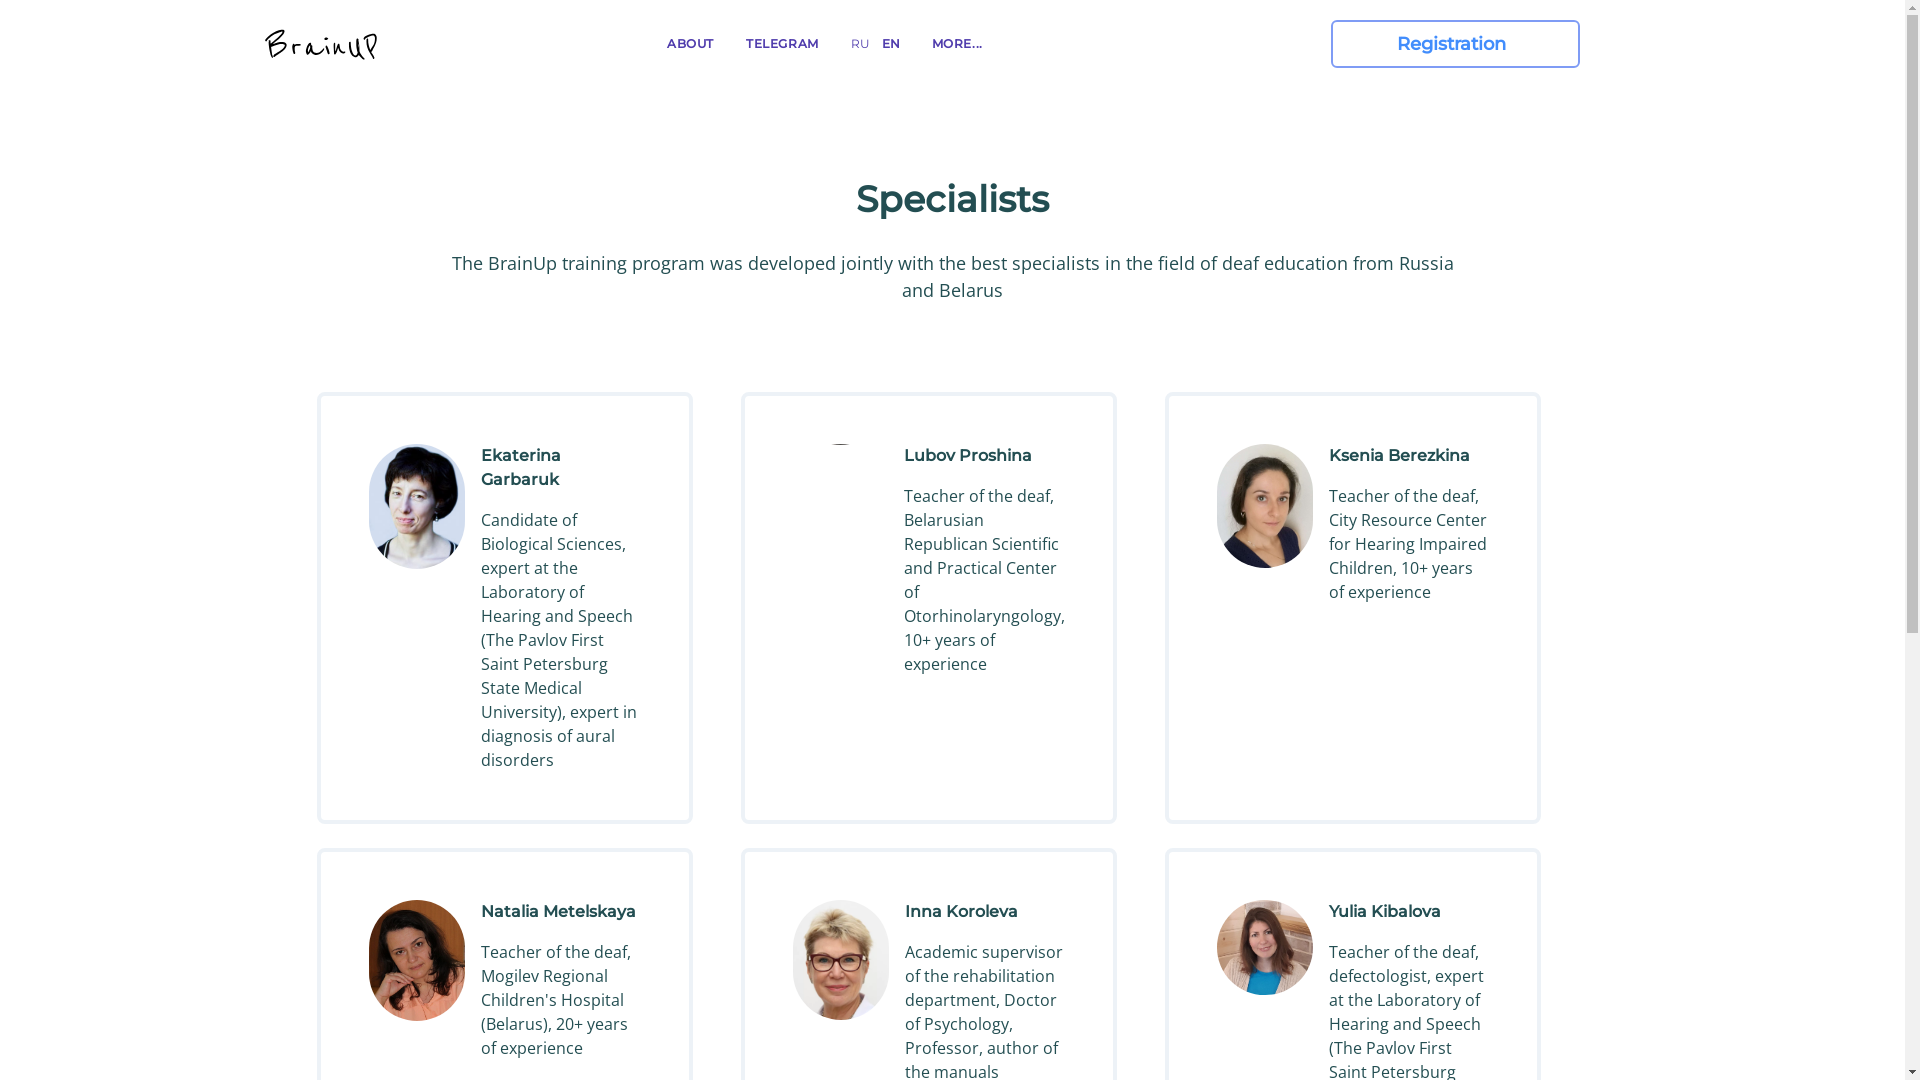 BrainUP
ABOUT
TELEGRAM
RU
EN
MORE...
Registration
Specialists
The BrainUp training program was developed jointly with the best specialists in the field of deaf education from Russia
and Belarus
Ekaterina
Garbaruk
Candidate of
Biological Sciences,
expert at the
Laboratory of
Hearing and Speech
(The Pavlov First
Saint Petersburg
State Medical
University), expert in
diagnosis of aural
disorders
Lubov Proshina
Teacher of the deaf,
Belarusian
Republican Scientific
and Practical Center
of
Otorhinolaryngology,
10+ years of
experience
Ksenia Berezkina
Teacher of the deaf,
City Resource Center
for Hearing Impaired
Children, 10+ years
of experience
Natalia Metelskaya
Teacher of the deaf,
Mogilev Regional
Children's Hospital
(Belarus), 20+ years
of experience
Inna Koroleva
Academic supervisor
of the rehabilitation
department, Doctor
of Psychology,
Professor, author of
the manuals
Yulia Kibalova
Teacher of the deaf,
defectologist, expert
at the Laboratory of
Hearing and Speech
(The Pavlov First
Saint Petersburg